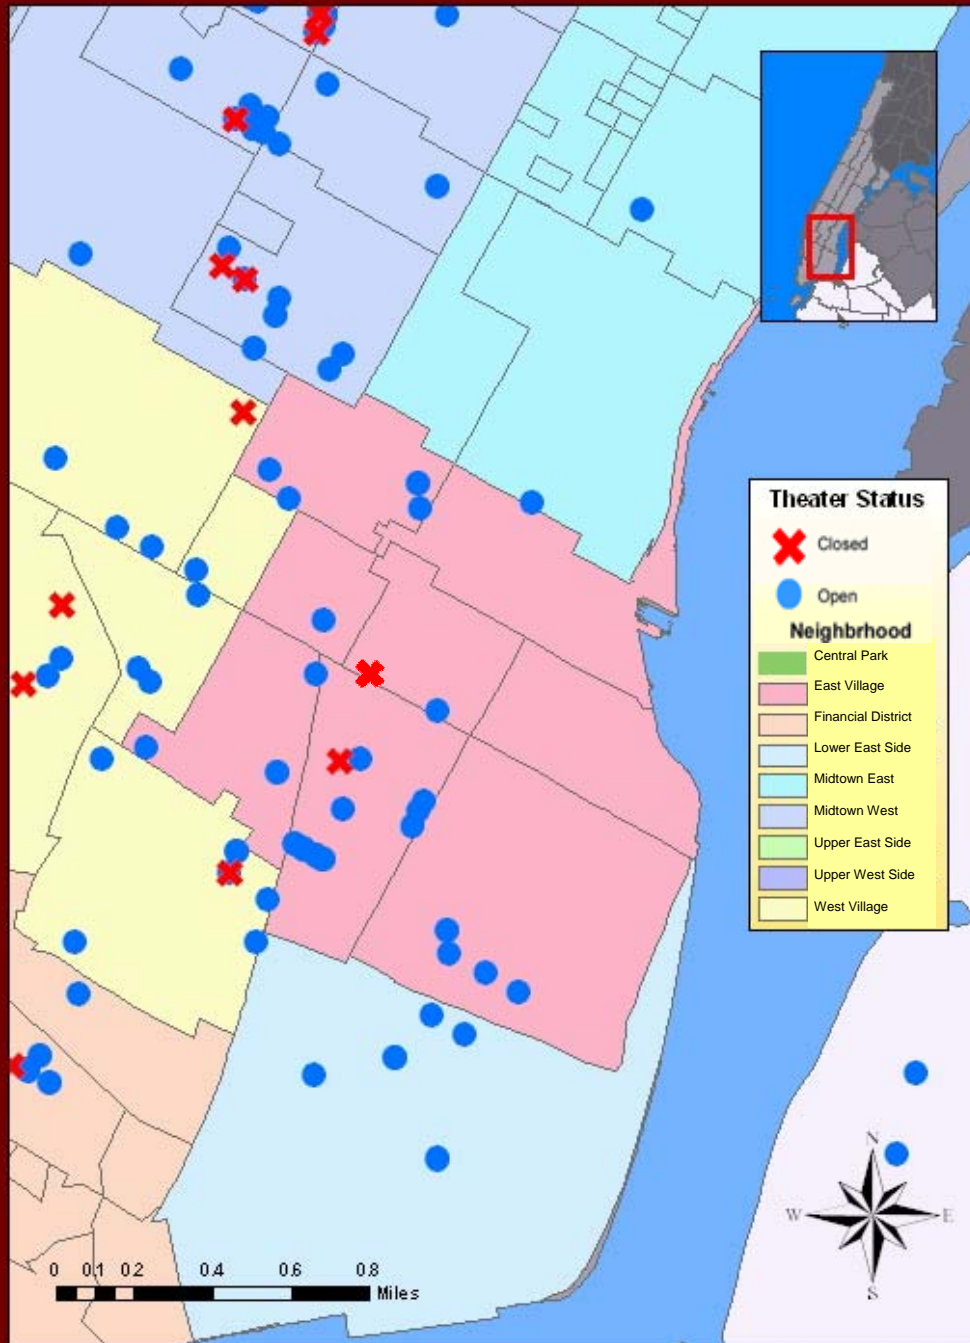 Theater Status
Closed
Open
Neighbrhood
Central Park
East Village
Financial District
Lower East Side
Midtown East
Midtown West
Upper East Side
Upper West Side
West Village
N
W E
S
0 0.1 0.2 0.4 0.6 0.8
Miles